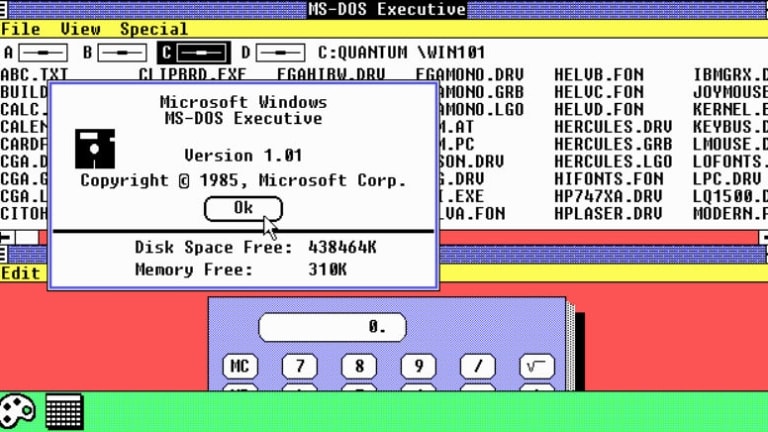 MS-DOS Executive
File View Special
A B C D C:QUANTUM \WIN101
ABC.TXT CLIPBRD.EXE EGAHIBW.DRV EGAMONO.DRV HELVB.FON IBMGRX.D
BUILD AMONO.GRB HELVC.FON JOYMOUSE
CALC. AMONO.LGO HELVD.FON KERNEL.E
CALEN M.AT HERCULES.DRV KEYBUS.D
CARDF M.PC HERCULES.GRB LMOUSE.D
CGA.D SON.DRV HERCULES.LGO LOFONTS.
CGA.G G.DRV HIFONTS.FON LPC.DRV
CGA.L I.EXE HP747XA.DRV LQ1500.D
CITOH LVA.FON HPLASER.DRV MODERN.F
Microsoft Windows
MS-DOS Executive
Version 1.01
Copyright © 1985, Microsoft Corp.
Ok
Disk Space Free: 438464K
Memory Free: 310K
Edit
0.
MC 7 8 9 / √